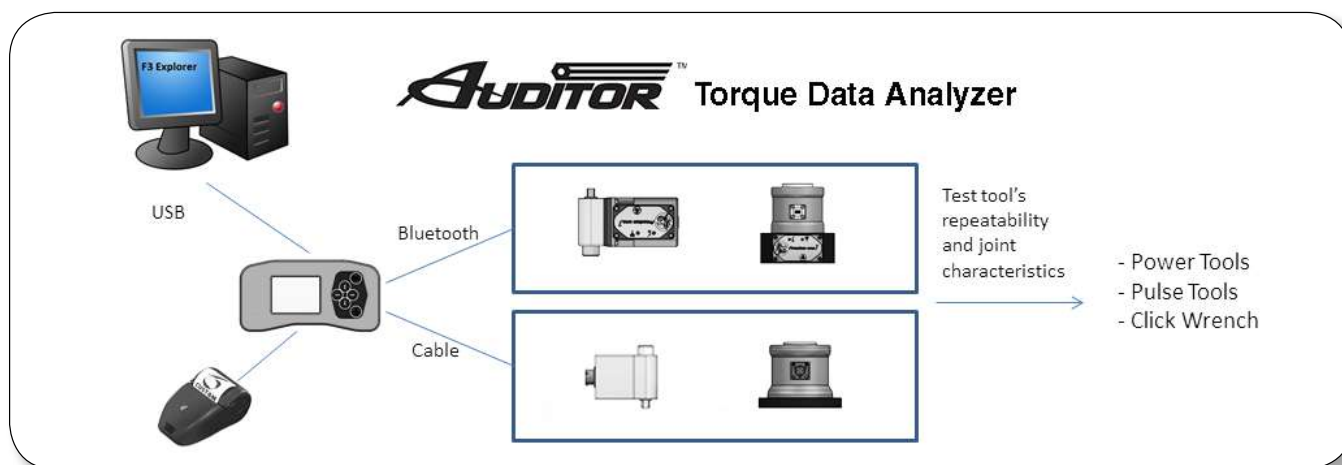 F3 Explorer
AUDITOR™ Torque Data Analyzer
USB
Bluetooth
Cable
Test tool's
repeatability
and joint
characteristics
- Power Tools
- Pulse Tools
- Click Wrench
CUSTOM